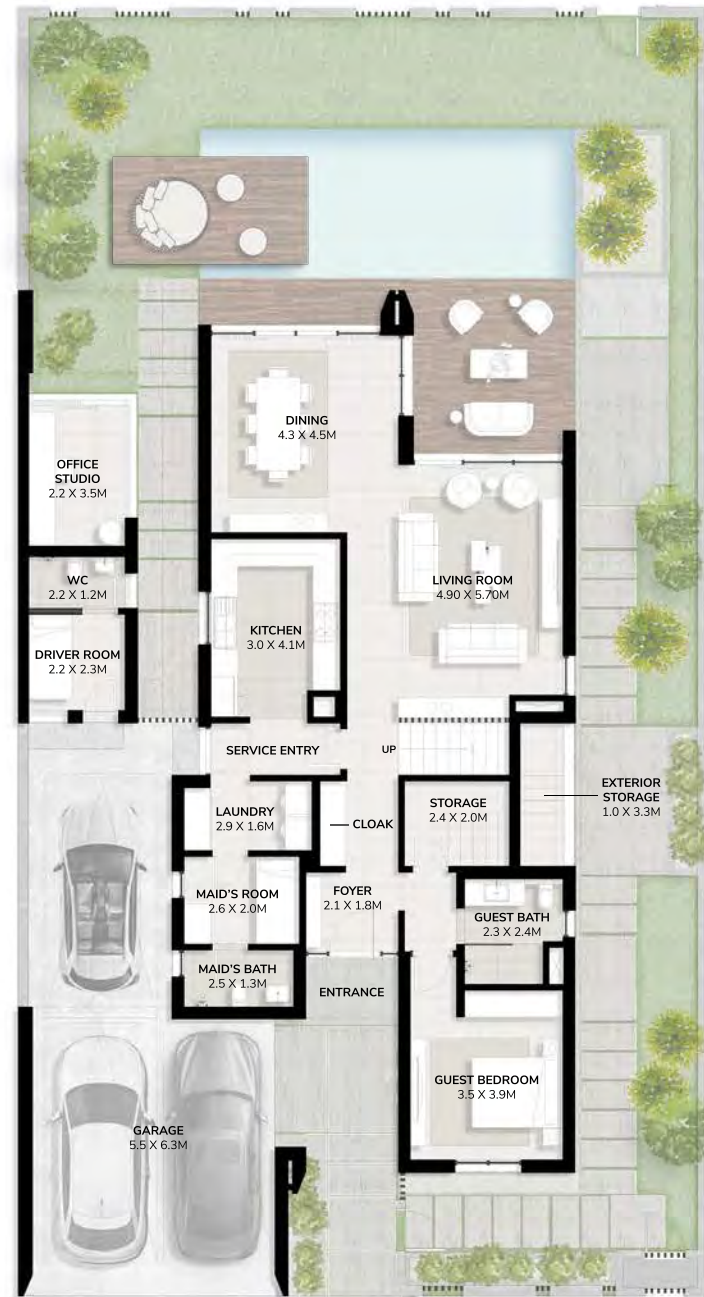 DINING
4.3 X 4.5M
OFFICE
STUDIO
2.2 X 3.5M
WC
2.2 X 1.2M
LIVING ROOM
4.90 X 5.70M
KITCHEN
3.0 X 4.1M
DRIVER ROOM
2.2 X 2.3M
SERVICE ENTRY
UP
EXTERIOR
STORAGE
1.0 X 3.3M
LAUNDRY
2.9 X 1.6M
CLOAK
STORAGE
2.4 X 2.0M
MAID'S ROOM
2.6 X 2.0M
FOYER
2.1 X 1.8M
GUEST BATH
2.3 X 2.4M
MAID'S BATH
2.5 X 1.3M
ENTRANCE
GUEST BEDROOM
3.5 X 3.9M
GARAGE
5.5 X 6.3M